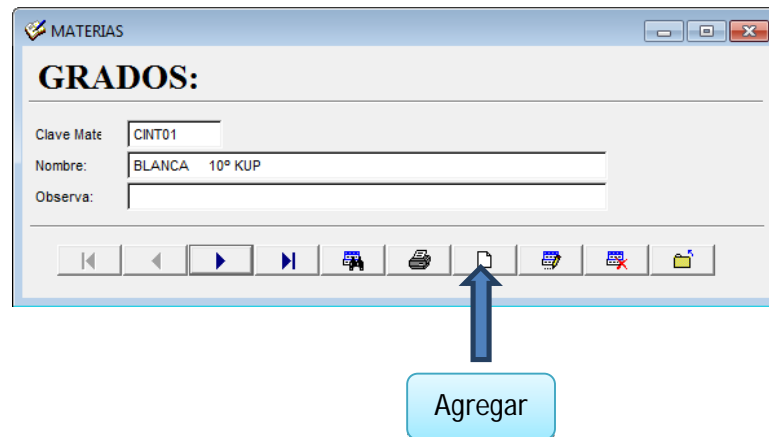 MATERIAS
GRADOS:
Clave Mate
CINT01
Nombre:
BLANCA 10º KUP
Observa:
Agregar